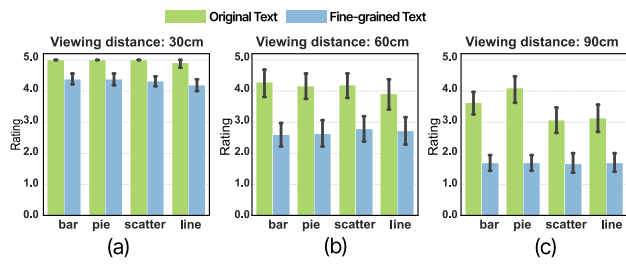 Original Text Fine-grained Text
Viewing distance: 30cm
5.0
4.0
3.0
2.0
1.0
0.0
Rating
bar pie scatter line
(a)
Viewing distance: 60cm
5.0
4.0
3.0
2.0
1.0
0.0
Rating
bar pie scatter line
(b)
Viewing distance: 90cm
5.0
4.0
3.0
2.0
1.0
0.0
Rating
bar pie scatter line
(c)